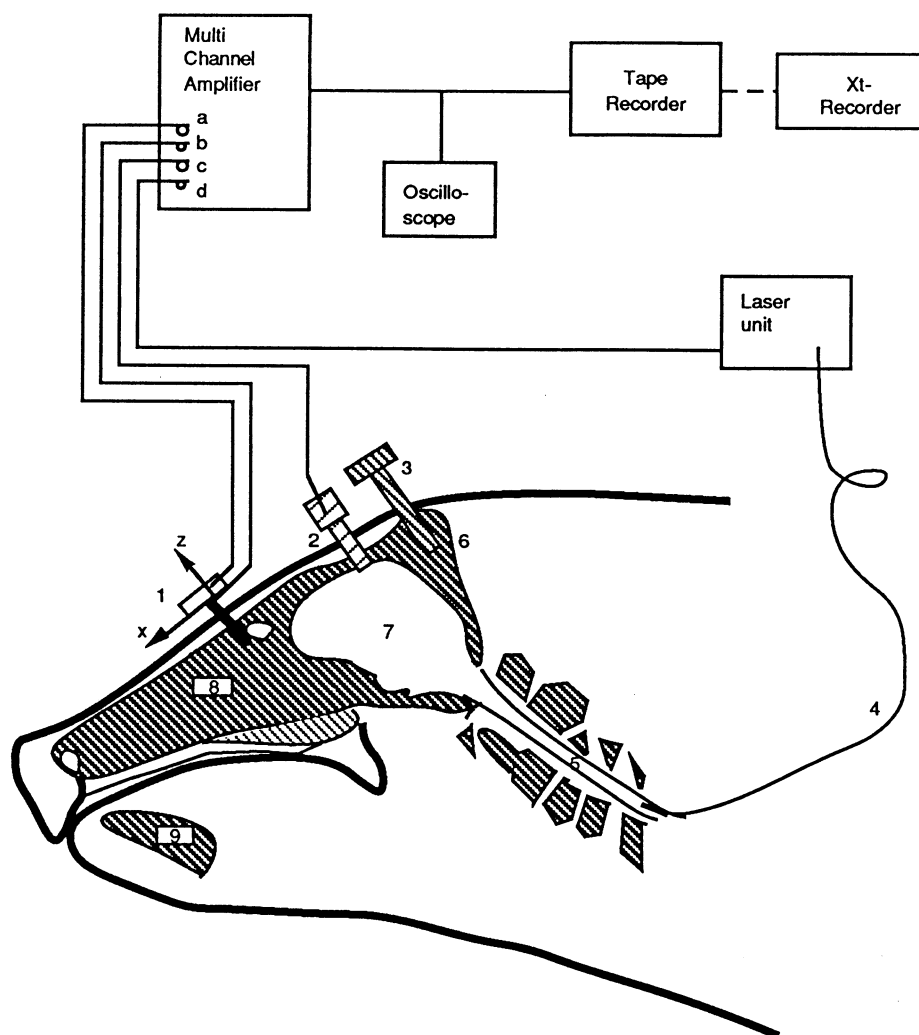 Multi
Channel
Amplifier
a
b
c
d
Tape
Recorder
Xt-
Recorder
Oscillo-
scope
Laser
unit
3
2
6
z
1
x
7
8
4
5
9